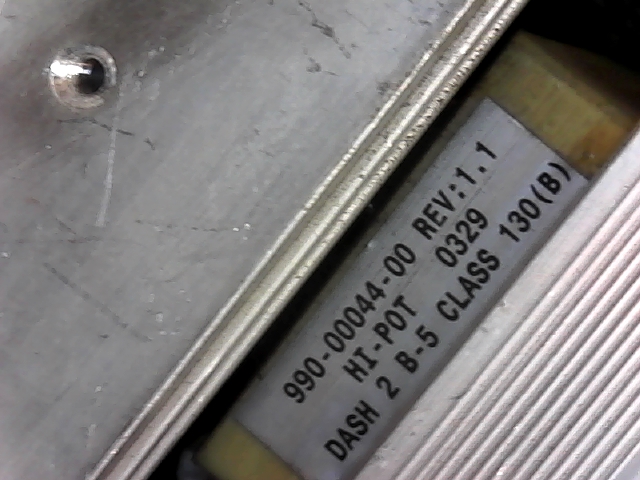 990-00044-00 REV:1.1
HI-POT 0329
DASH 2 B-5 CLASS 130(B)